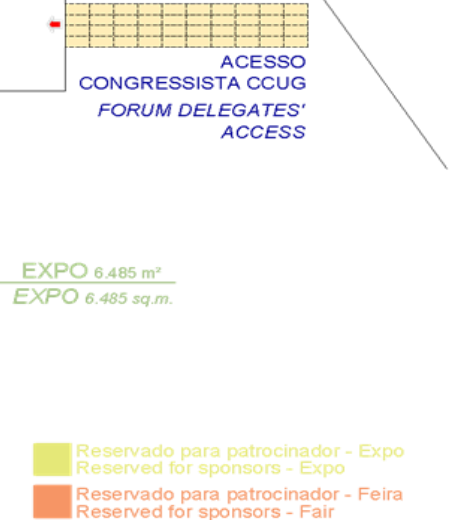 ACESSO
CONGRESSISTA CCUG
FORUM DELEGATES'
ACCESS
EXPO 6.485 m²
EXPO 6.485 sq.m.
Reservado para patrocinador - Expo
Reserved for sponsors - Expo
Reservado para patrocinador - Feira
Reserved for sponsors - Fair